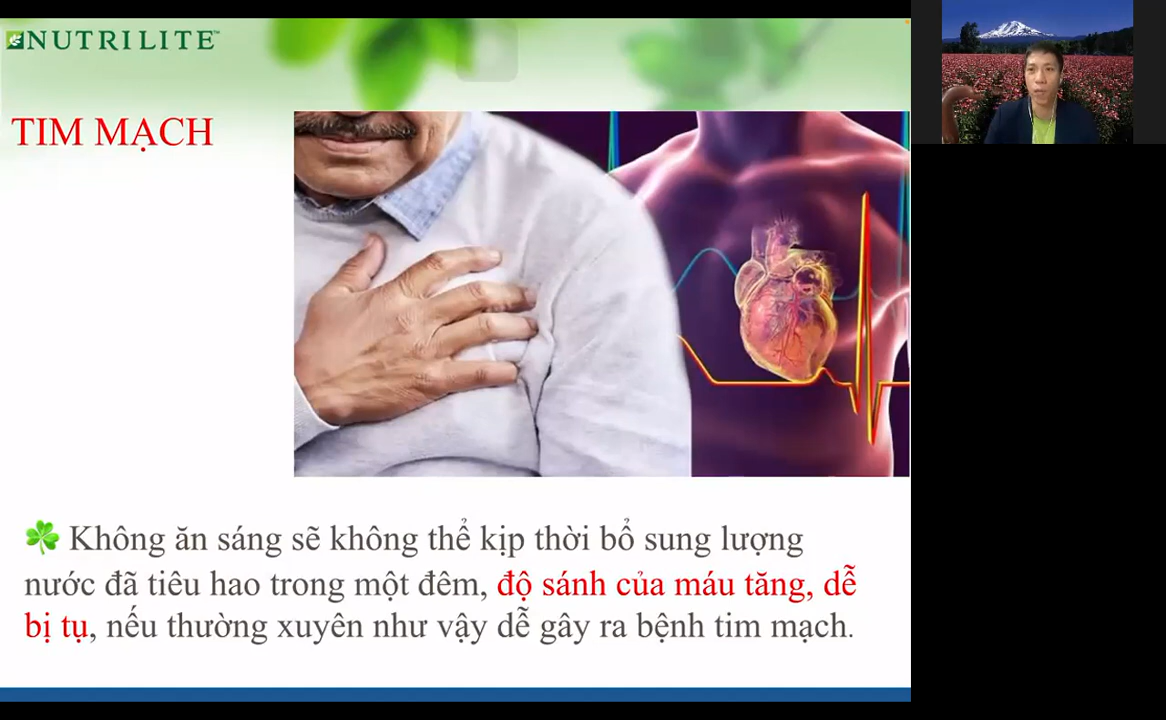 NUTRILITE™
TIM MẠCH
Không ăn sáng sẽ không thể kịp thời bổ sung lượng
nước đã tiêu hao trong một đêm, độ sánh của máu tăng, dễ
bị tụ, nếu thường xuyên như vậy dễ gây ra bệnh tim mạch.